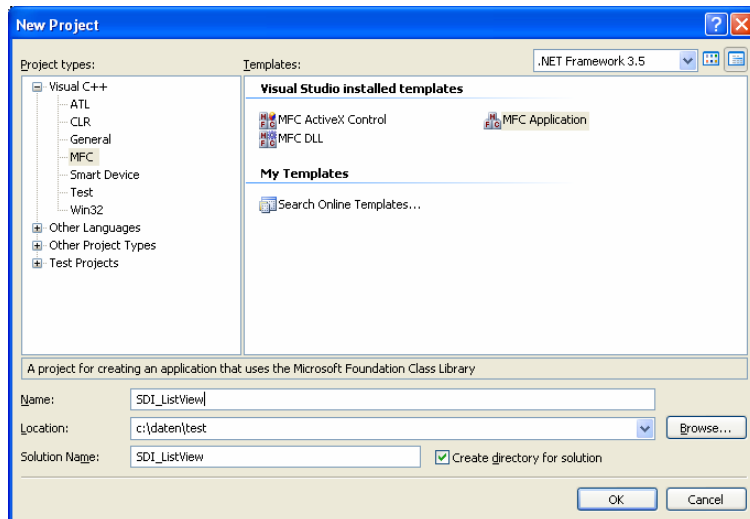 New Project
Project types:
Templates:
.NET Framework 3.5
Visual C++
ATL
CLR
General
MFC
Smart Device
Test
Win32
Other Languages
Other Project Types
Test Projects
Visual Studio installed templates
MFC ActiveX Control
MFC Application
MFC DLL
My Templates
Search Online Templates...
A project for creating an application that uses the Microsoft Foundation Class Library
Name:
SDI_ListView
Location:
c:\daten\test
Browse...
Solution Name:
SDI_ListView
Create directory for solution
OK
Cancel